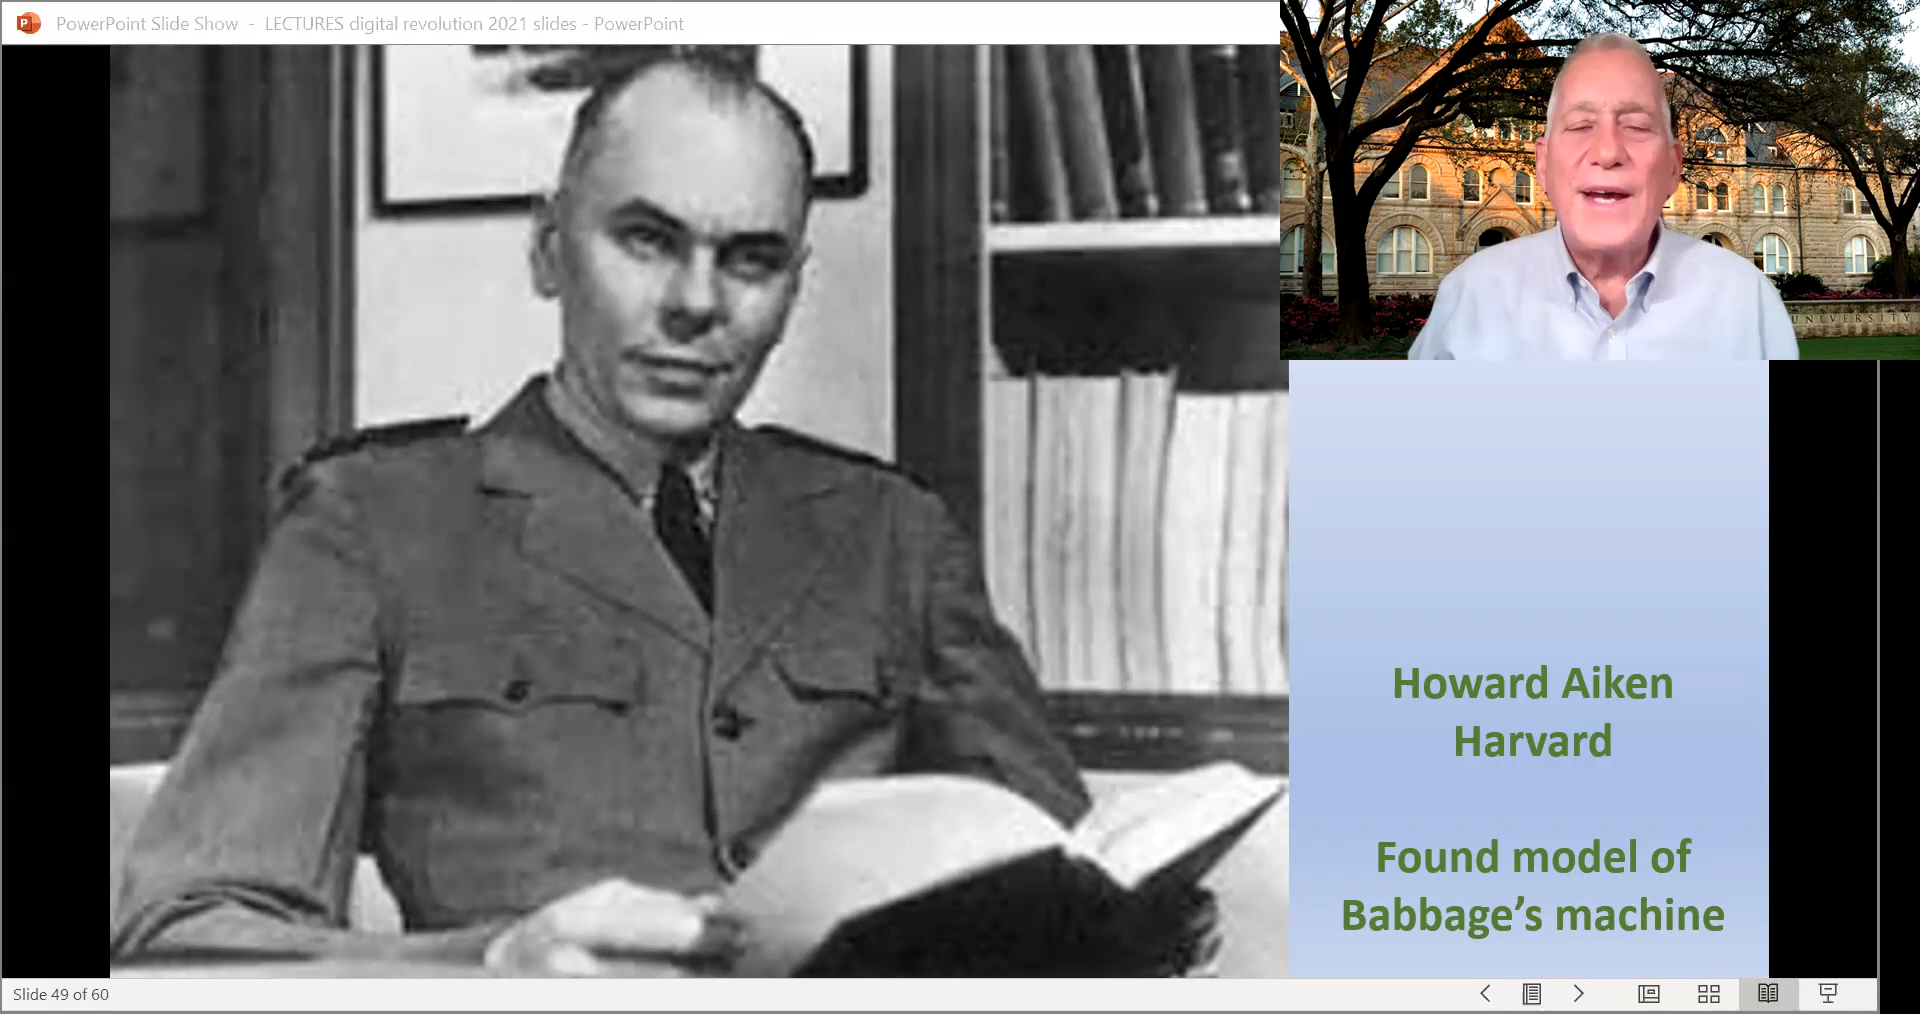 PowerPoint Slide Show - LECTURES digital revolution 2021 slides - PowerPoint
UNIVERSITY
Howard Aiken
Harvard
Found model of
Babbage’s machine
Slide 49 of 60